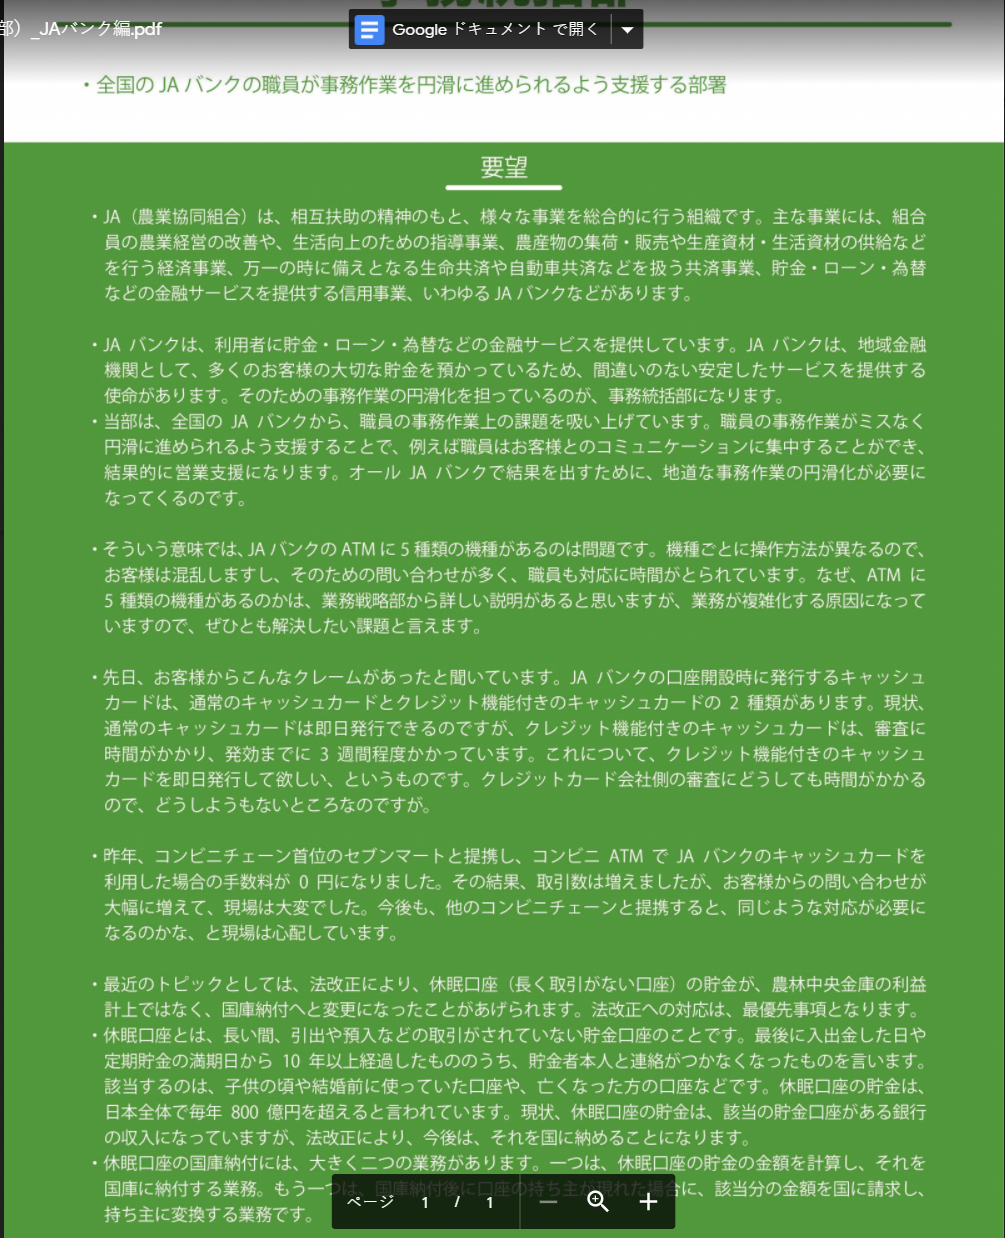 部）_JAバンク編.pdf
Google ドキュメント で開く
・全国の JA バンクの職員が事務作業を円滑に進められるよう支援する部署
要望
・JA（農業協同組合）は、相互扶助の精神のもと、様々な事業を総合的に行う組織です。主な事業には、組合
員の農業経営の改善や、生活向上のための指導事業、農産物の集荷・販売や生産資材・生活資材の供給など
を行う経済事業、万一の時に備えとなる生命共済や自動車共済などを扱う共済事業、貯金・ローン・為替
などの金融サービスを提供する信用事業、いわゆる JA バンクなどがあります。
・JA バンクは、利用者に貯金・ローン・為替などの金融サービスを提供しています。JA バンクは、地域金融
機関として、多くのお客様の大切な貯金を預かっているため、間違いのない安定したサービスを提供する
使命があります。そのための事務作業の円滑化を担っているのが、事務統括部になります。
・当部は、全国の JA バンクから、職員の事務作業上の課題を吸い上げています。職員の事務作業がミスなく
円滑に進められるよう支援することで、例えば職員はお客様とのコミュニケーションに集中することができ、
結果的に営業支援になります。オール JA バンクで結果を出すために、地道な事務作業の円滑化が必要に
なってくるのです。
・そういう意味では、JA バンクの ATM に 5 種類の機種があるのは問題です。機種ごとに操作方法が異なるので、
お客様は混乱しますし、そのための問い合わせが多く、職員も対応に時間がとられています。なぜ、ATM に
5 種類の機種があるのかは、業務戦略部から詳しい説明があると思いますが、業務が複雑化する原因になって
いますので、ぜひとも解決したい課題と言えます。
・先日、お客様からこんなクレームがあったと聞いています。JA バンクの口座開設時に発行するキャッシュ
カードは、通常のキャッシュカードとクレジット機能付きのキャッシュカードの 2 種類があります。現状、
通常のキャッシュカードは即日発行できるのですが、クレジット機能付きのキャッシュカードは、審査に
時間がかかり、発効までに 3 週間程度かかっています。これについて、クレジット機能付きのキャッシュ
カードを即日発行して欲しい、というものです。クレジットカード会社側の審査にどうしても時間がかかる
ので、どうしようもないところなのですが。
・昨年、コンビニチェーン首位のセブンマートと提携し、コンビニ ATM で JA バンクのキャッシュカードを
利用した場合の手数料が 0 円になりました。その結果、取引数は増えましたが、お客様からの問い合わせが
大幅に増えて、現場は大変でした。今後も、他のコンビニチェーンと提携すると、同じような対応が必要に
なるのかな、と現場は心配しています。
・最近のトピックとしては、法改正により、休眠口座（長く取引がない口座）の貯金が、農林中央金庫の利益
計上ではなく、国庫納付へと変更になったことがあげられます。法改正への対応は、最優先事項となります。
・休眠口座とは、長い間、引出や預入などの取引がされていない貯金口座のことです。最後に入出金した日や
定期貯金の満期日から 10 年以上経過したもののうち、貯金者本人と連絡がつかなくなったものを言います。
該当するのは、子供の頃や結婚前に使っていた口座や、亡くなった方の口座などです。休眠口座の貯金は、
日本全体で毎年 800 億円を超えると言われています。現状、休眠口座の貯金は、該当の貯金口座がある銀行
の収入になっていますが、法改正により、今後は、それを国に納めることになります。
・休眠口座の国庫納付には、大きく二つの業務があります。一つは、休眠口座の貯金の金額を計算し、それを
国庫に納付する業務。もう一つは、国庫納付後に口座の持ち主が現れた場合に、該当分の金額を国に請求し、
持ち主に変換する業務です。
ページ 1 / 1